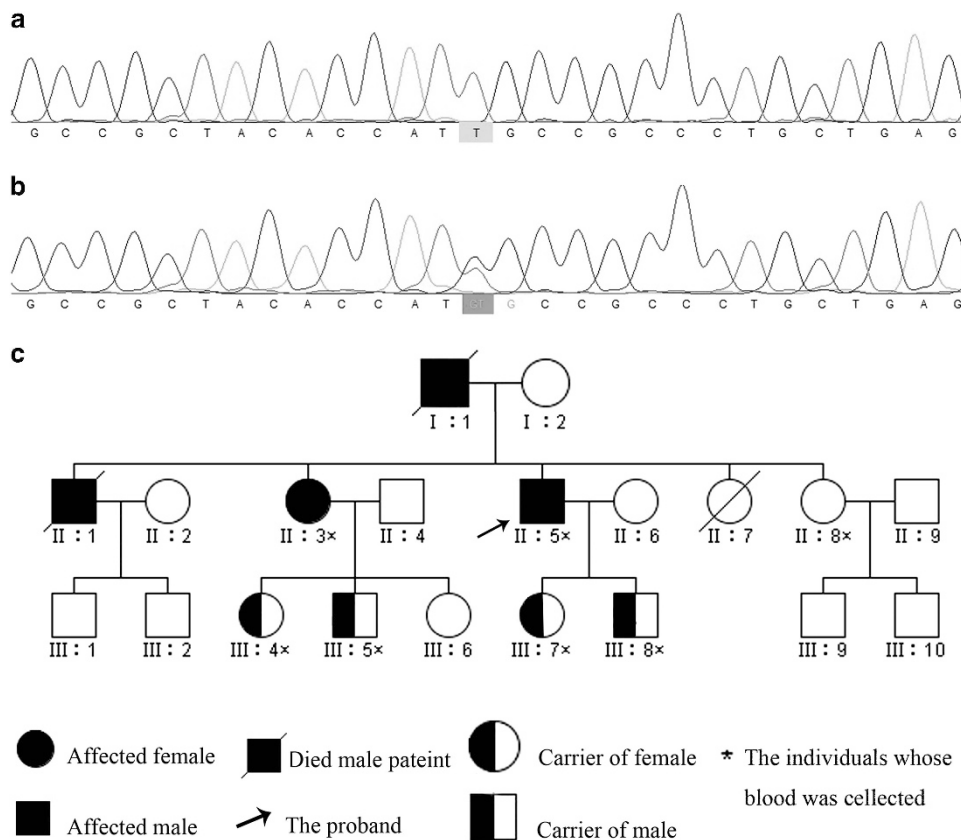 a
G C C G C T A C A C C A T T G C C G C C C T G C T G A G
b
G C C G C T A C A C C A T G C C G C C C T G C T G A G
c
I : 1 I : 2
II : 1 II : 2 II : 3× II : 4 II : 5× II : 6 II : 7 II : 8× II : 9
III : 1 III : 2 III : 4× III : 5× III : 6 III : 7× III : 8× III : 9 III : 10
Affected female Died male pateint Carrier of female * The individuals whose
blood was cellected
Affected male The proband Carrier of male